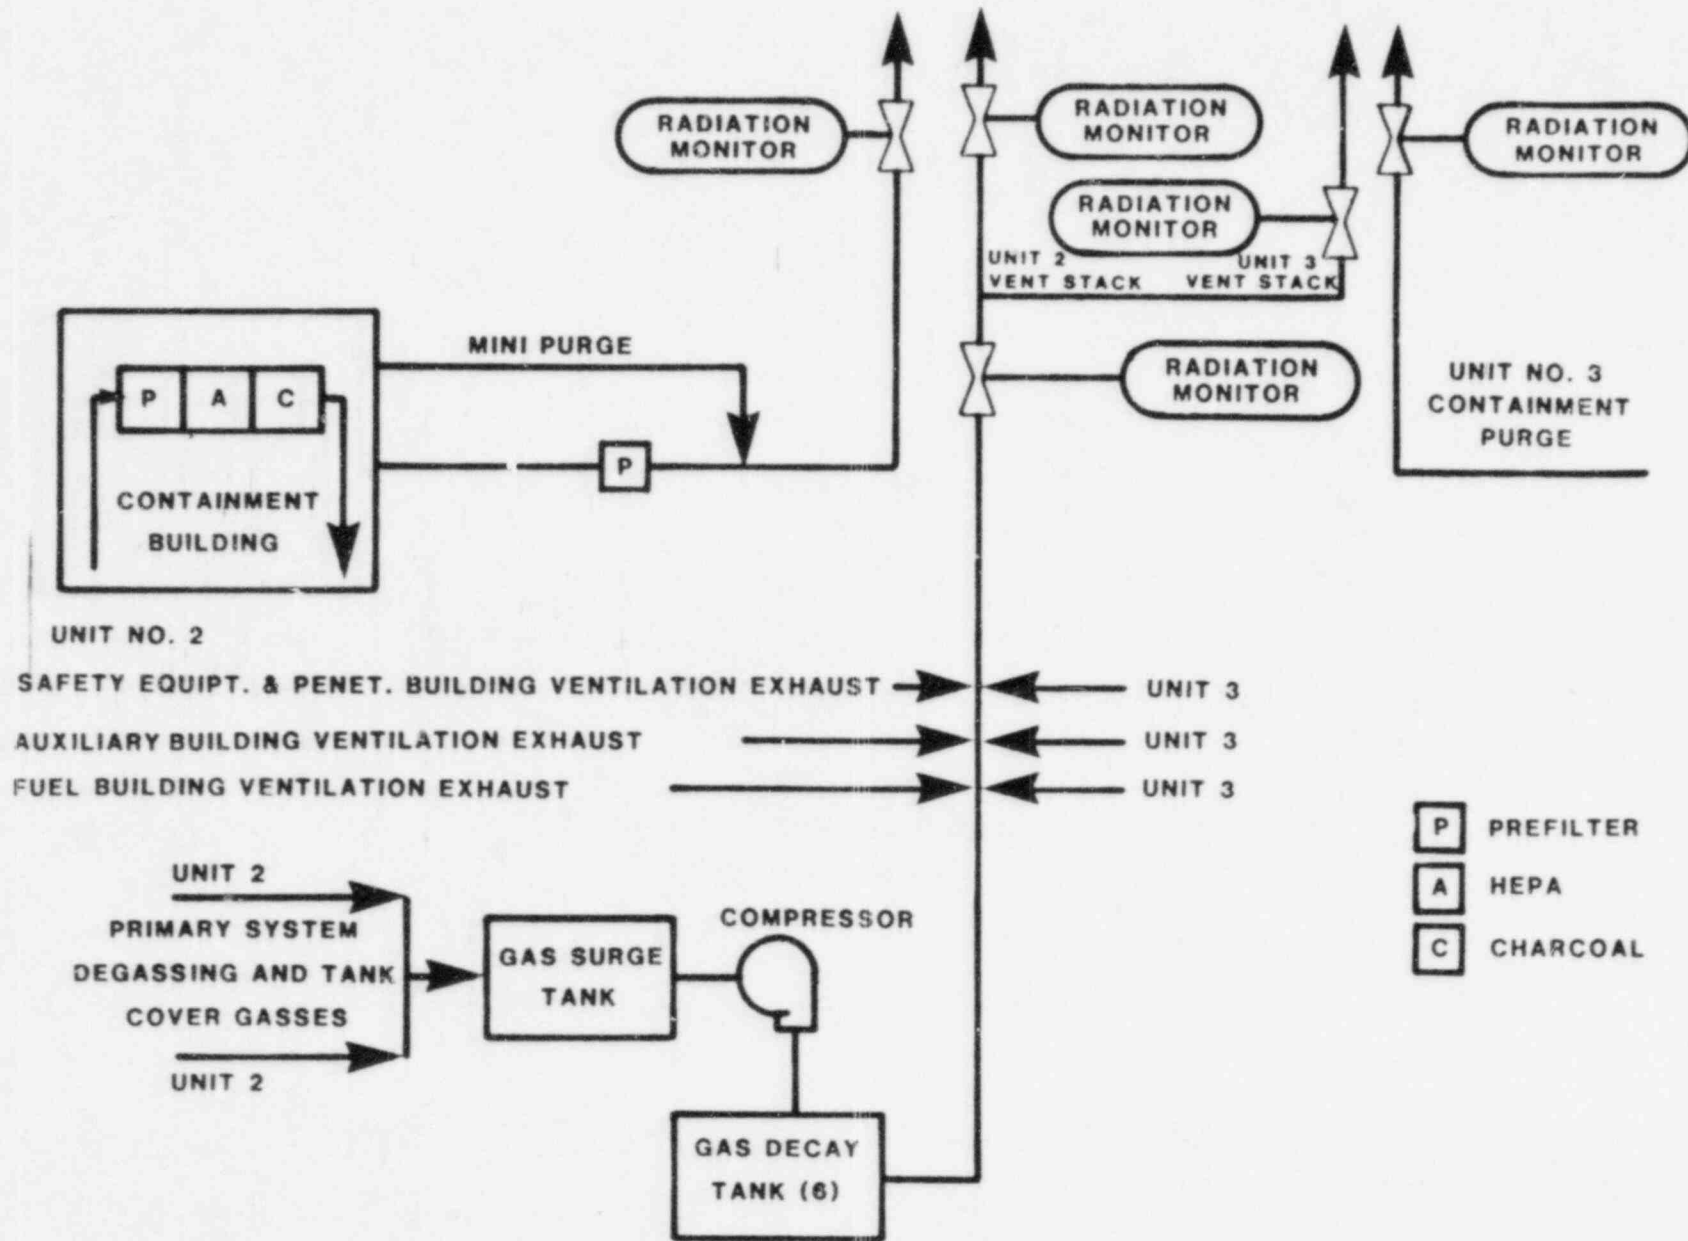 RADIATION
MONITOR
RADIATION
MONITOR
RADIATION
MONITOR
RADIATION
MONITOR
UNIT 2
VENT STACK
UNIT 3
VENT STACK
MINI PURGE
RADIATION
MONITOR
UNIT NO. 3
CONTAINMENT
PURGE
P A C
P
CONTAINMENT
BUILDING
UNIT NO. 2
SAFETY EQUIPT. & PENET. BUILDING VENTILATION EXHAUST
UNIT 3
AUXILIARY BUILDING VENTILATION EXHAUST
UNIT 3
FUEL BUILDING VENTILATION EXHAUST
UNIT 3
P PREFILTER
A HEPA
C CHARCOAL
UNIT 2
PRIMARY SYSTEM
DEGASSING AND TANK
COVER GASSES
UNIT 2
GAS SURGE
TANK
COMPRESSOR
GAS DECAY
TANK (6)